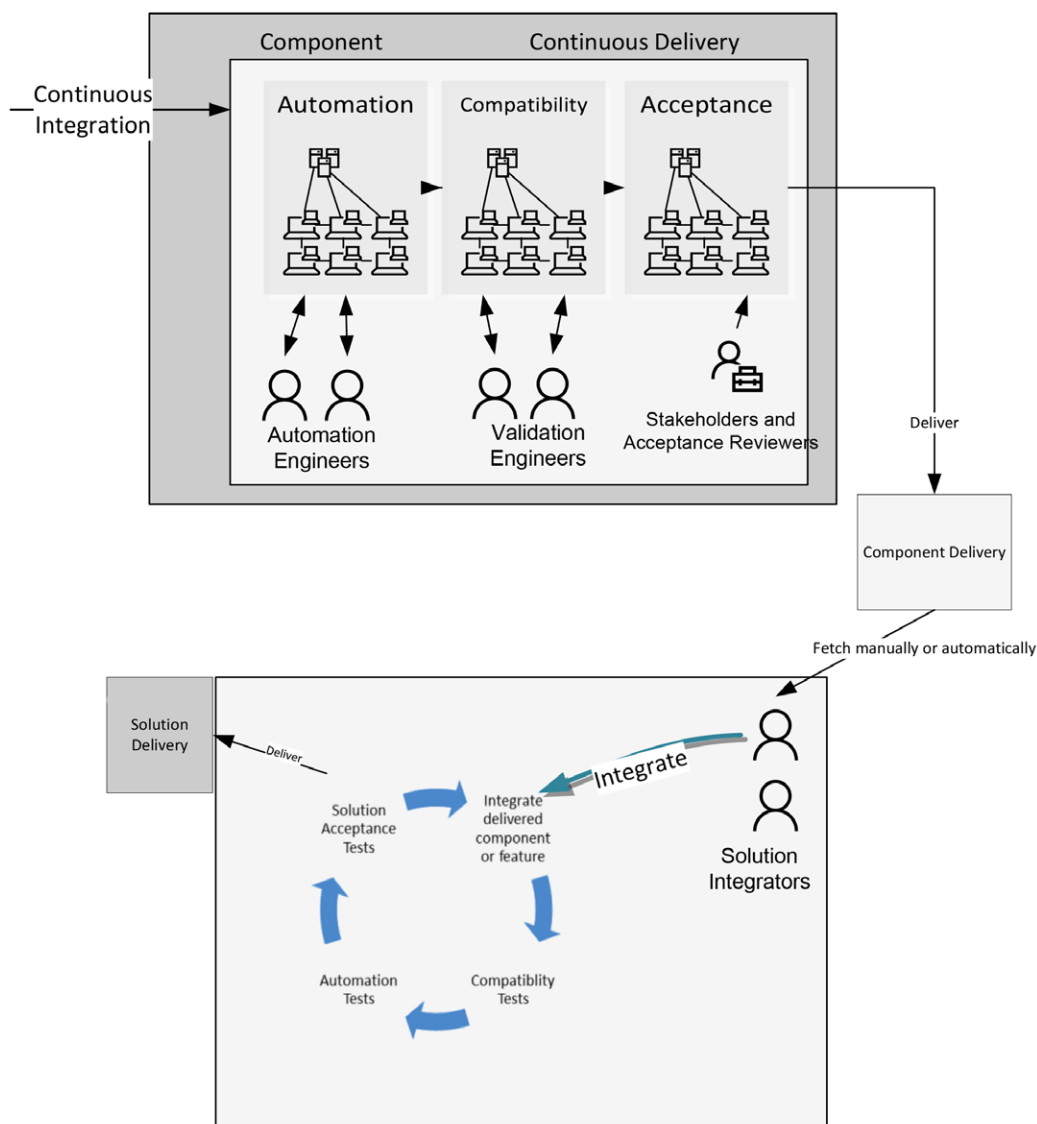 Component
Continuous Delivery
Continuous
Integration
Automation
Compatibility
Acceptance
Automation
Engineers
Validation
Engineers
Stakeholders and
Acceptance Reviewers
Deliver
Component Delivery
Fetch manually or automatically
Solution
Delivery
Deliver
Integrate
Solution
Acceptance
Tests
Integrate
delivered
component
or feature
Solution
Integrators
Automation
Tests
Compatiblity
Tests